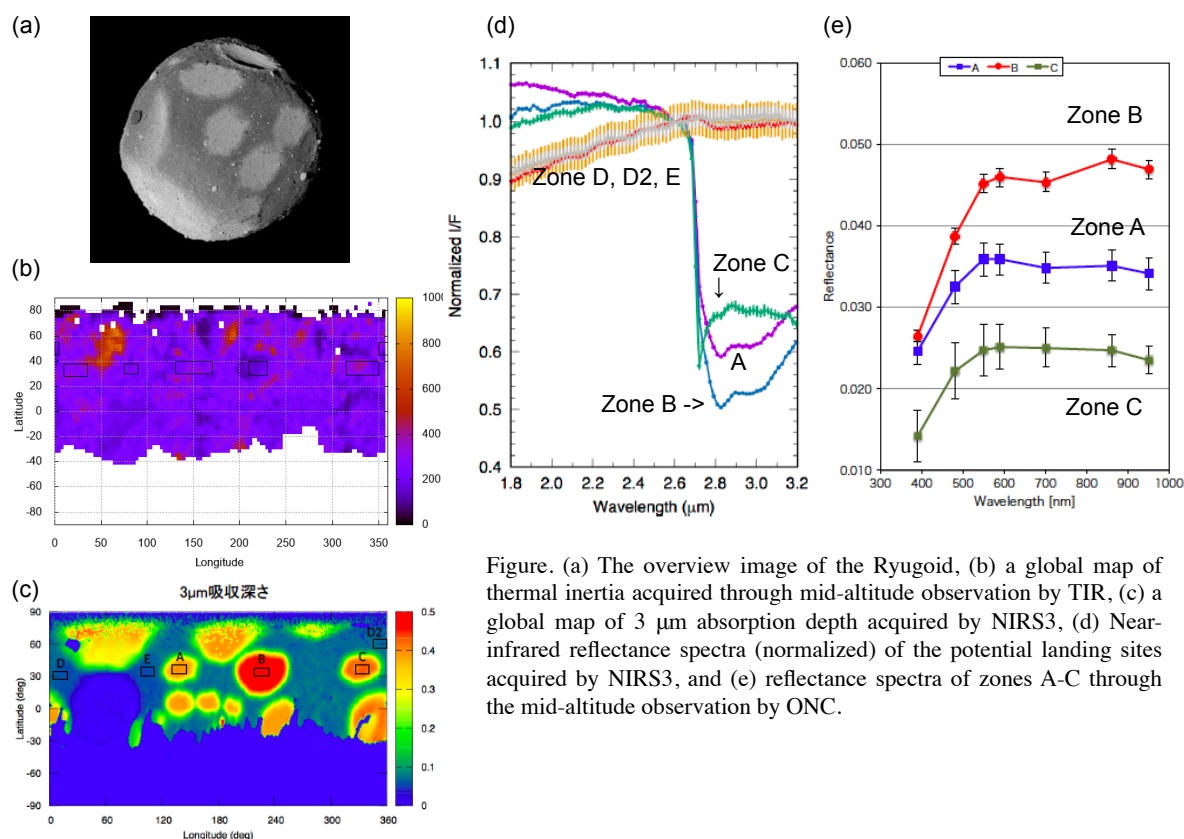 (a)
(b)
80
60
40
20
0
-20
-40
-60
-80
Latitude
0 50 100 150 200 250 300 350
Longitude
1000
800
600
400
200
0
(c)
3μm吸収深さ
90
60
30
0
-30
-60
-90
Latitude (deg)
0 60 120 180 240 300 360
Longitude (deg)
D E A B C D2
0.5
0.4
0.3
0.2
0.1
0
(d)
1.1
1.0
0.9
0.8
0.7
0.6
0.5
0.4
Normalized I/F
Zone D, D2, E
Zone C
A
Zone B ->
1.8 2.0 2.2 2.4 2.6 2.8 3.0 3.2
Wavelength (μm)
(e)
A B C
0.060
0.050
0.040
0.030
0.020
0.010
Reflectance
Zone B
Zone A
Zone C
300 400 500 600 700 800 900 1000
Wavelength [nm]
Figure. (a) The overview image of the Ryugoid, (b) a global map of
thermal inertia acquired through mid-altitude observation by TIR, (c) a
global map of 3 μm absorption depth acquired by NIRS3, (d) Near-
infrared reflectance spectra (normalized) of the potential landing sites
acquired by NIRS3, and (e) reflectance spectra of zones A-C through
the mid-altitude observation by ONC.